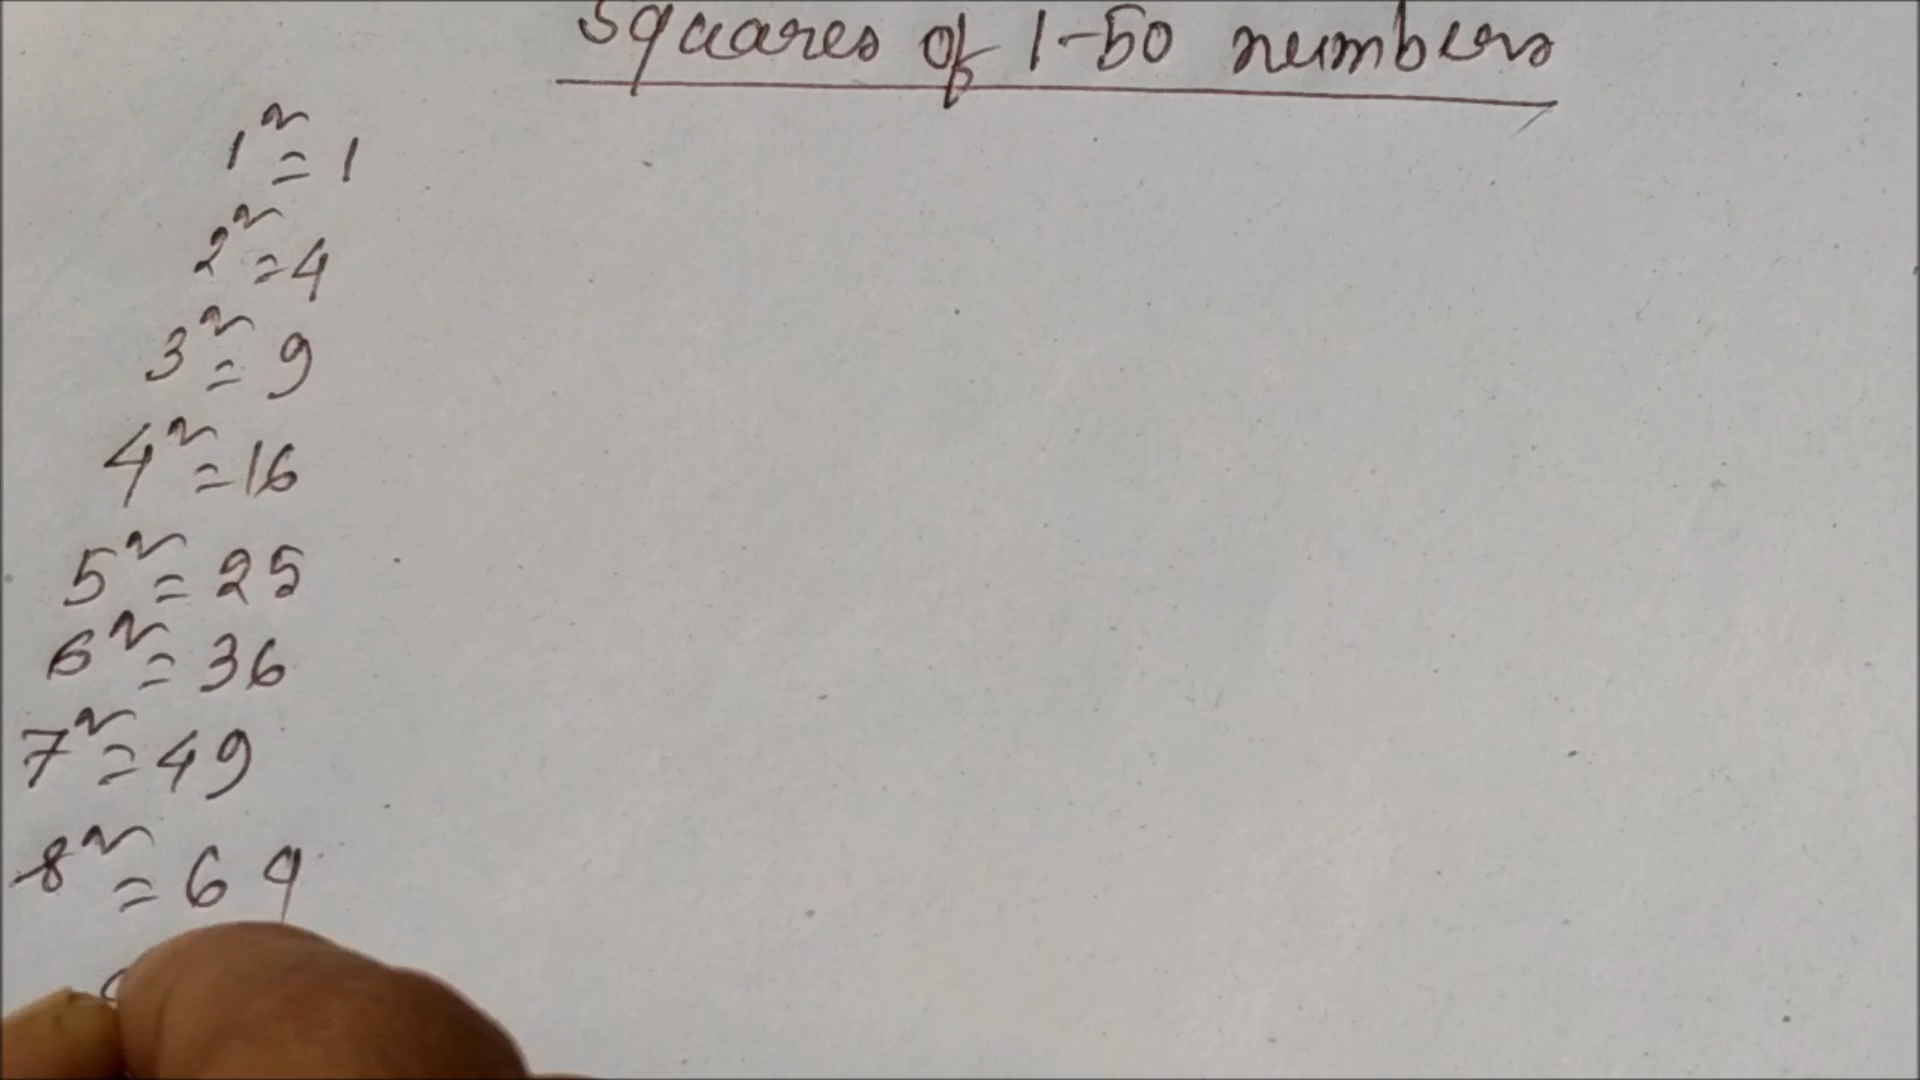 Squares of 1-50 numbers
1² = 1
2² = 4
3² = 9
4² = 16
5² = 25
6² = 36
7² = 49
8² = 64